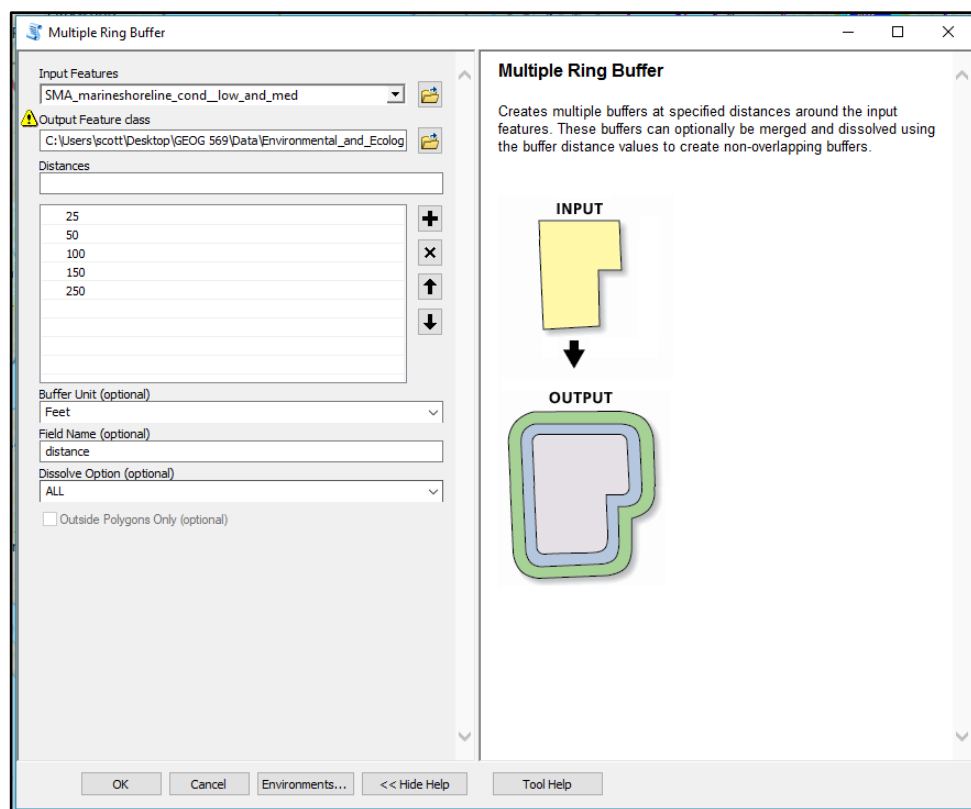 Multiple Ring Buffer
Input Features
SMA_marineshoreline_cond__low_and_med
Output Feature class
C:\Users\scott\Desktop\GEOG 569\Data\Environmental_and_Ecolog
Distances
25
50
100
150
250
Buffer Unit (optional)
Feet
Field Name (optional)
distance
Dissolve Option (optional)
ALL
Outside Polygons Only (optional)
Multiple Ring Buffer
Creates multiple buffers at specified distances around the input
features. These buffers can optionally be merged and dissolved using
the buffer distance values to create non-overlapping buffers.
INPUT
OUTPUT
OK
Cancel
Environments...
<< Hide Help
Tool Help